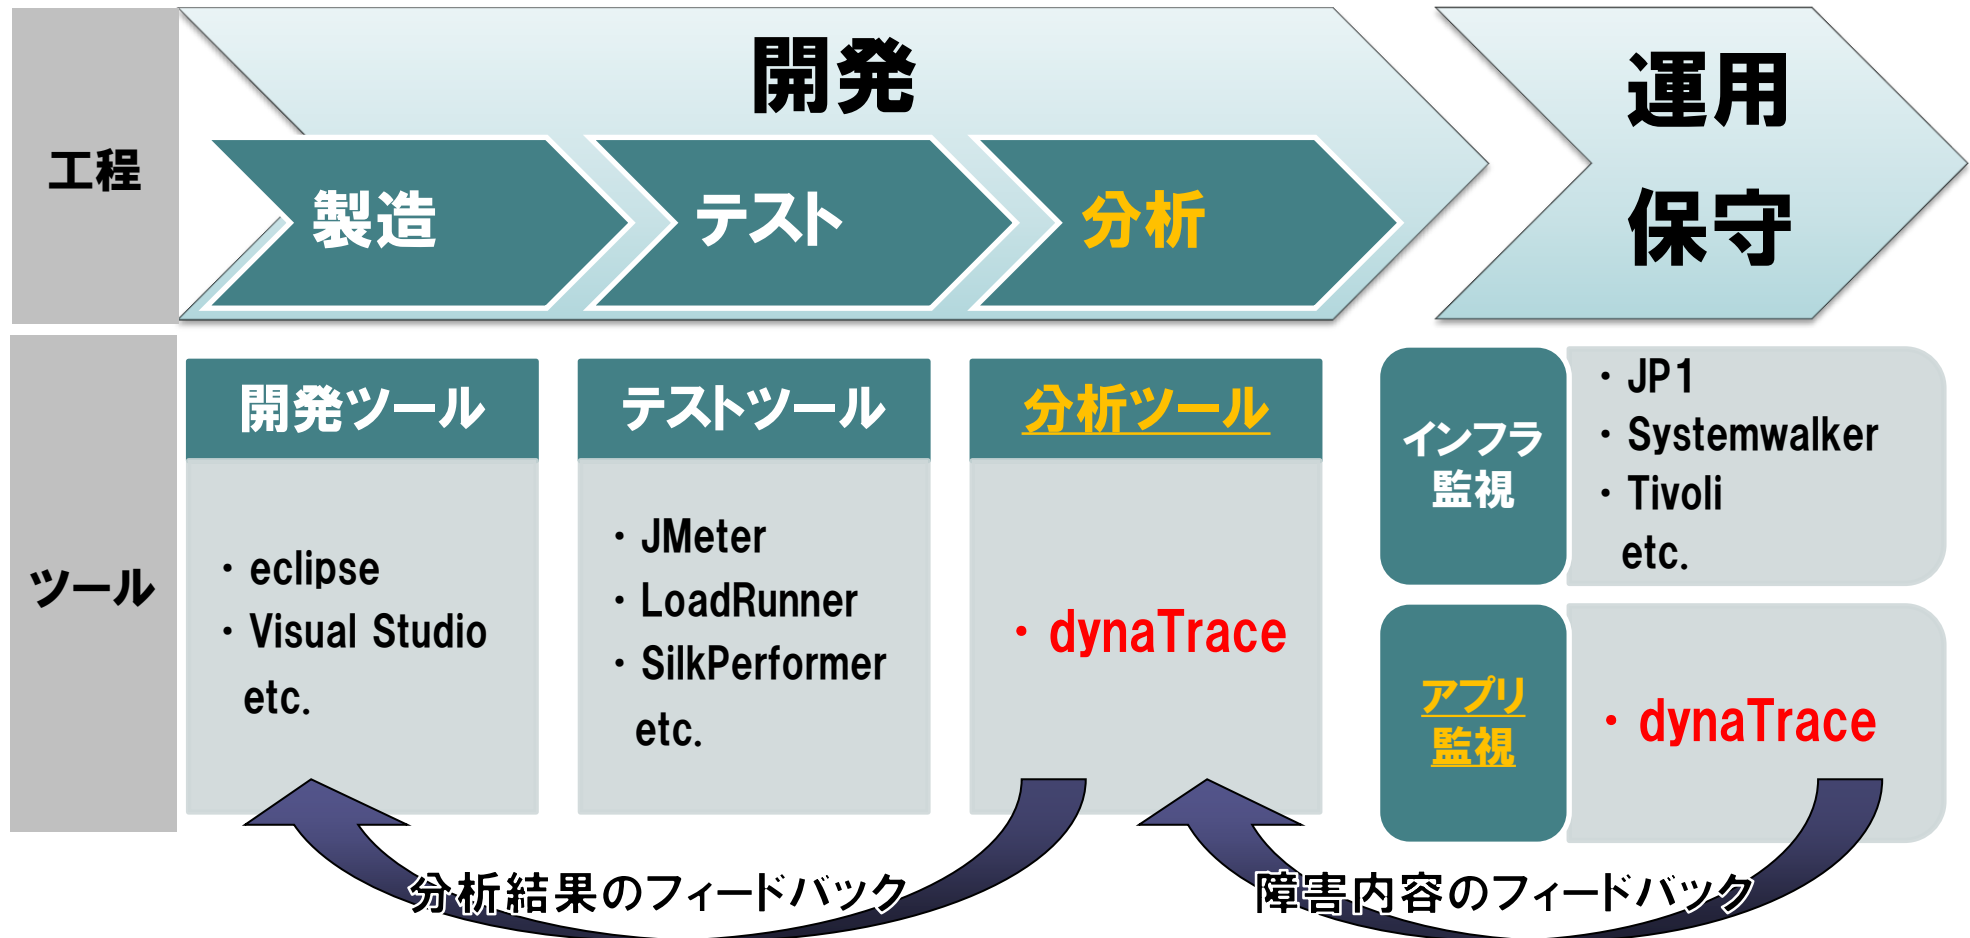 工程
開発
製造
テスト
分析
運用
保守
ツール
開発ツール
・eclipse
・Visual Studio
etc.
テストツール
・JMeter
・LoadRunner
・SilkPerformer
etc.
分析ツール
・dynaTrace
インフラ
監視
・JP1
・Systemwalker
・Tivoli
etc.
アプリ
監視
・dynaTrace
分析結果のフィードバック
障害内容のフィードバック